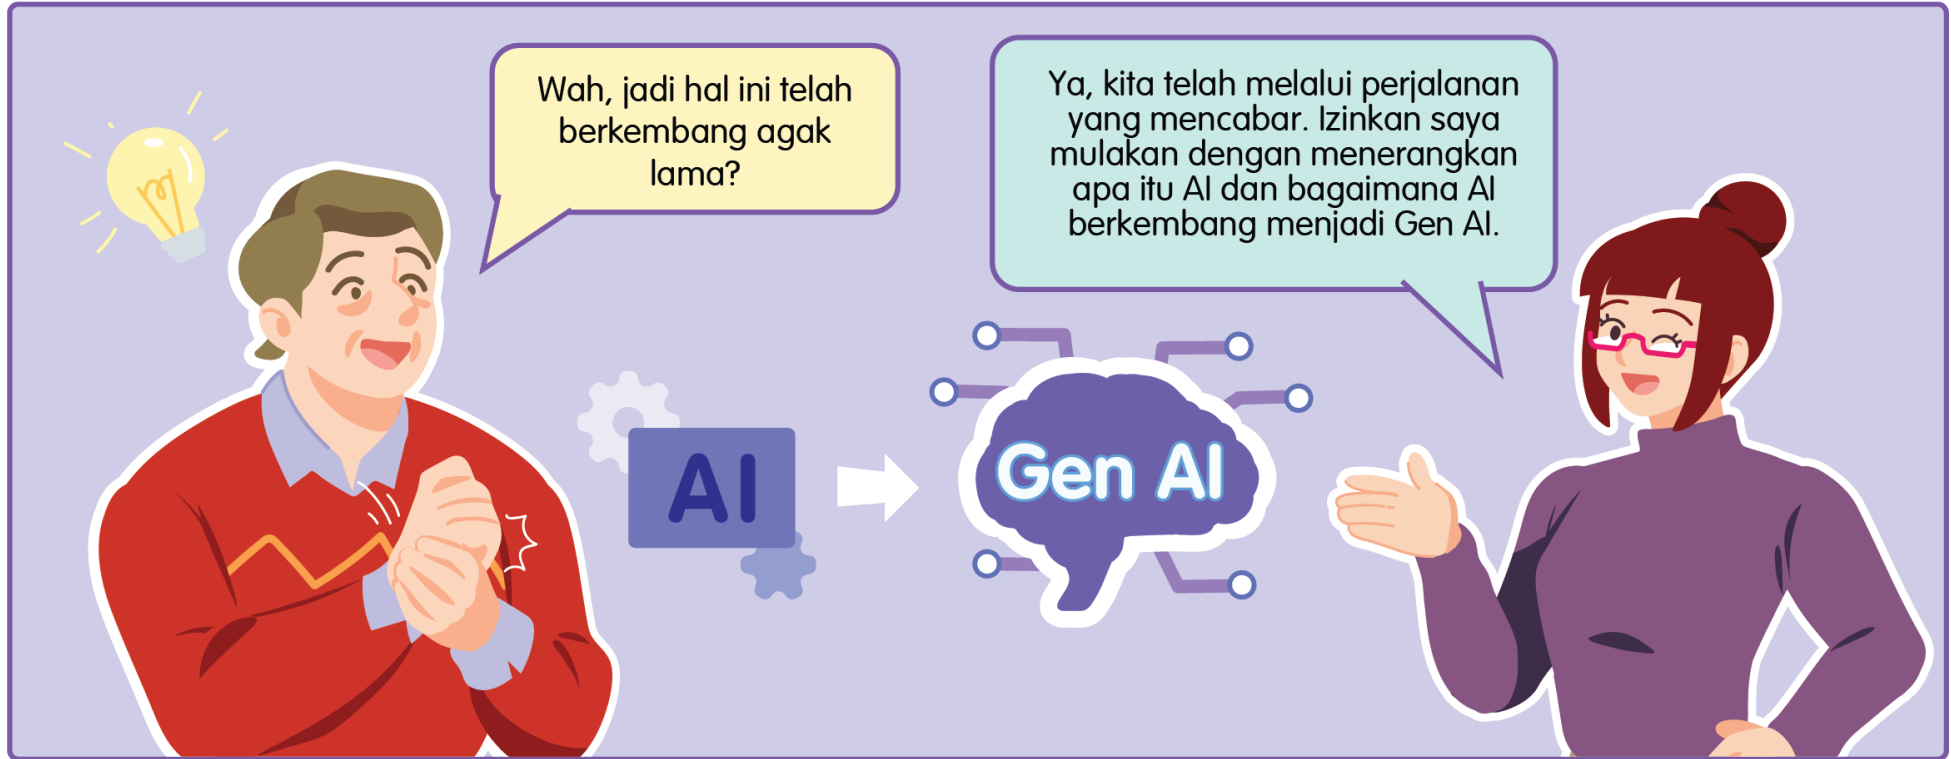 Wah, jadi hal ini telah
berkembang agak
lama?
Ya, kita telah melalui perjalanan
yang mencabar. Izinkan saya
mulakan dengan menerangkan
apa itu AI dan bagaimana AI
berkembang menjadi Gen AI.
AI
Gen AI